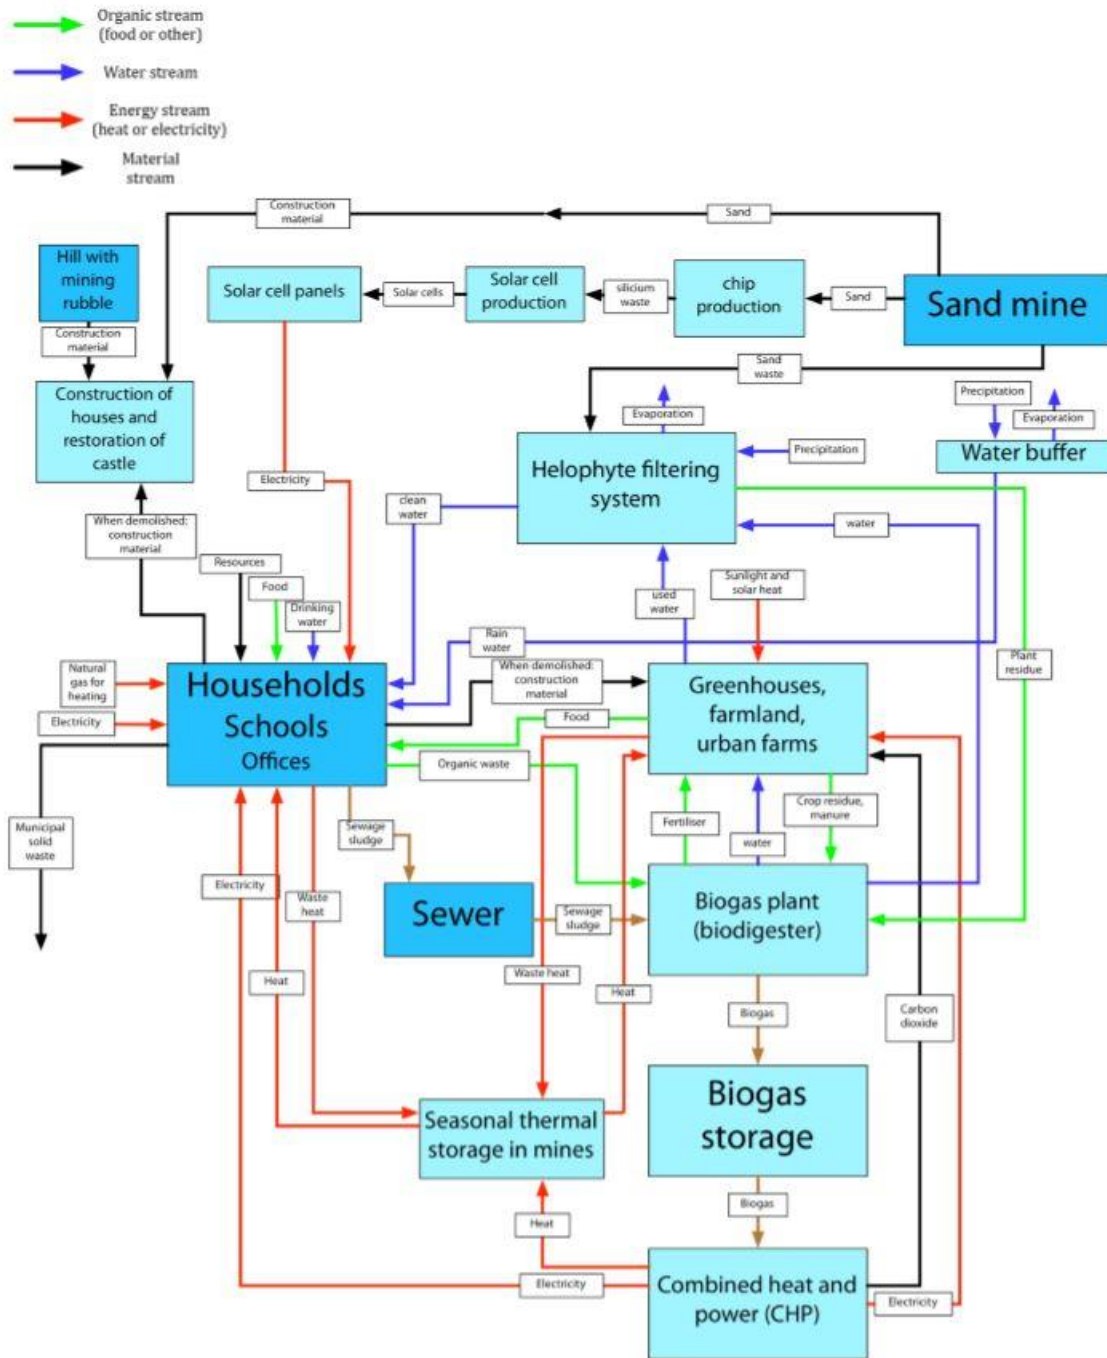 Organic stream
(food or other)
Water stream
Energy stream
(heat or electricity)
Material
stream
Construction
material
Sand
Hill with
mining
rubble
Solar cell panels
Solar cells
Solar cell
production
silicium
waste
chip
production
Sand
Sand mine
Construction
material
Sand
waste
Construction of
houses and
restoration of
castle
Evaporation
Precipitation
Evaporation
Precipitation
Water buffer
Helophyte filtering
system
Electricity
clean
water
water
When demolished:
construction
material
Resources
Food
Drinking
water
used
water
Sunlight and
solar heat
Rain
water
Plant
residue
Natural
gas for
heating
Electricity
Households
Schools
Offices
When demolished:
construction
material
Food
Organic waste
Greenhouses,
farmland,
urban farms
Municipal
solid
waste
Sewage
sludge
Fertiliser
water
Crop residue,
manure
Electricity
Waste
heat
Sewer
Sewage
sludge
Biogas plant
(biodigester)
Heat
Waste heat
Heat
Biogas
Carbon
dioxide
Seasonal thermal
storage in mines
Biogas
storage
Biogas
Heat
Electricity
Combined heat and
power (CHP)
Electricity